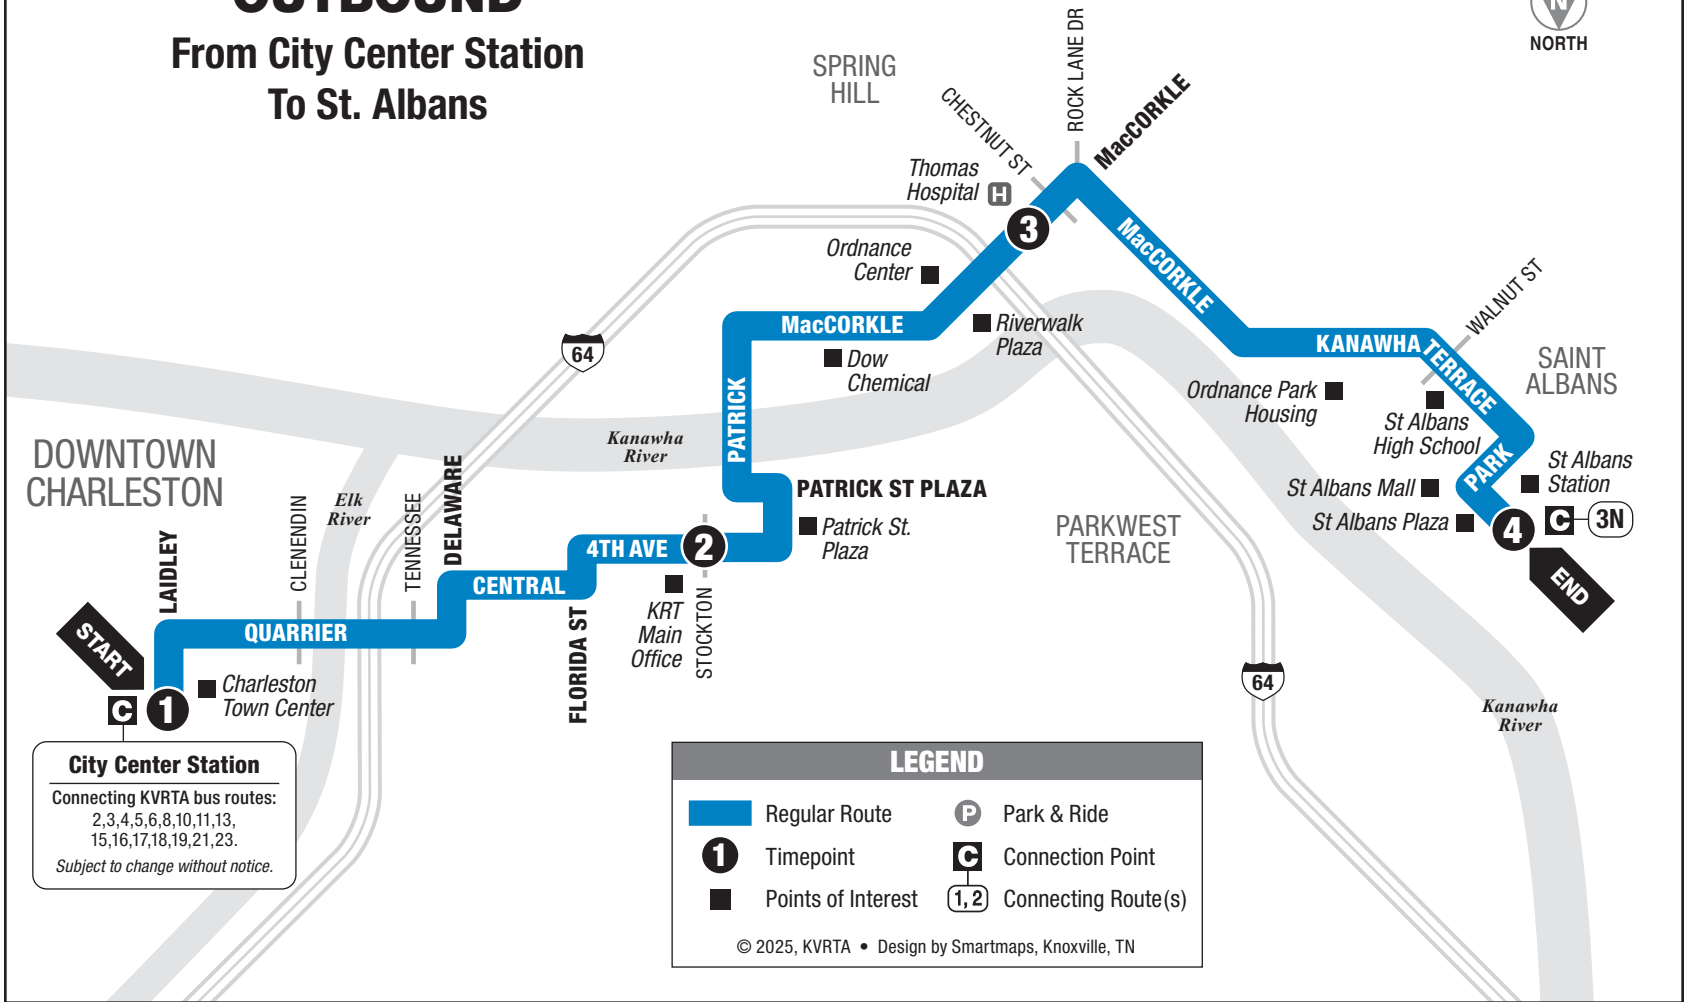 OUTBOUND
From City Center Station
To St. Albans
N
NORTH
SPRING
HILL
CHESTNUT ST
ROCK LANE DR
MacCORKLE
Thomas
Hospital
H
3
Ordnance
Center
MacCORKLE
WALNUT ST
64
MacCORKLE
Riverwalk
Plaza
Dow
Chemical
KANAWHA TERRACE
SAINT
ALBANS
Ordnance Park
Housing
St Albans
High School
PATRICK
Kanawha
River
DOWNTOWN
CHARLESTON
PARK
St Albans
Station
St Albans Mall
St Albans Plaza
C
3N
4
END
PATRICK ST PLAZA
Patrick St.
Plaza
PARKWEST
TERRACE
Elk
River
LAIDLEY
CLENENDIN
TENNESSEE
DELAWARE
4TH AVE
2
CENTRAL
KRT
Main
Office
STOCKTON
FLORIDA ST
QUARRIER
START
C
1
Charleston
Town Center
64
Kanawha
River
City Center Station
Connecting KVRTA bus routes:
2,3,4,5,6,8,10,11,13,
15,16,17,18,19,21,23.
Subject to change without notice.
LEGEND
Regular Route
P Park & Ride
1 Timepoint
C Connection Point
Points of Interest
1, 2 Connecting Route(s)
© 2025, KVRTA • Design by Smartmaps, Knoxville, TN